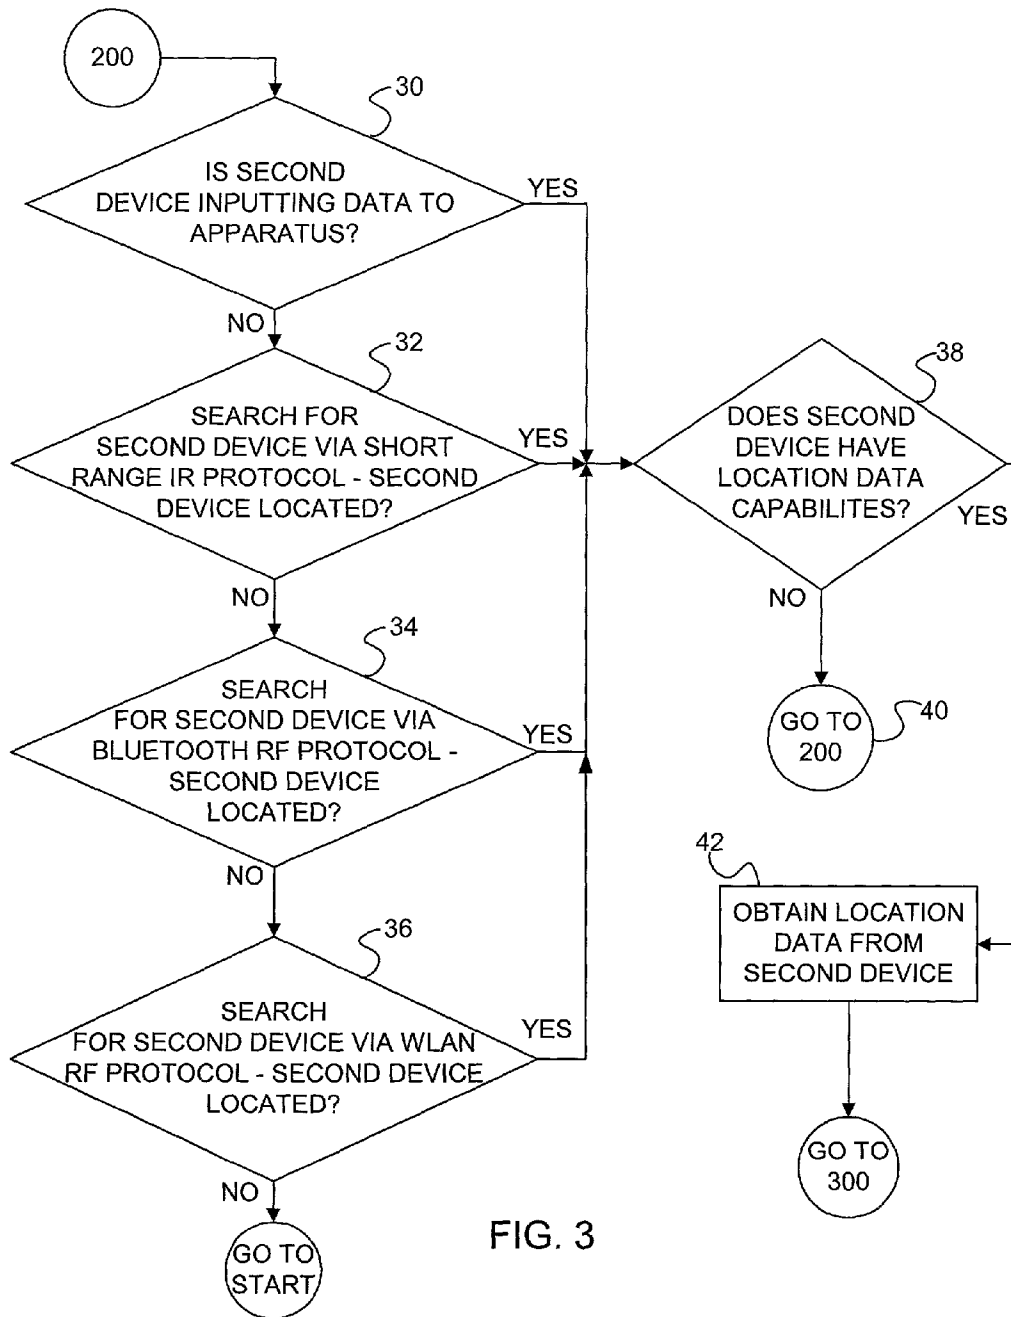 200
30
IS SECOND
DEVICE INPUTTING DATA TO
APPARATUS?
YES
NO
32
SEARCH FOR
SECOND DEVICE VIA SHORT
RANGE IR PROTOCOL - SECOND
DEVICE LOCATED?
YES
NO
38
DOES SECOND
DEVICE HAVE
LOCATION DATA
CAPABILITES?
YES
NO
34
SEARCH
FOR SECOND DEVICE VIA
BLUETOOTH RF PROTOCOL -
SECOND DEVICE
LOCATED?
YES
NO
GO TO
200
40
36
SEARCH
FOR SECOND DEVICE VIA WLAN
RF PROTOCOL - SECOND DEVICE
LOCATED?
YES
NO
42
OBTAIN LOCATION
DATA FROM
SECOND DEVICE
GO TO
300
GO TO
START
FIG. 3